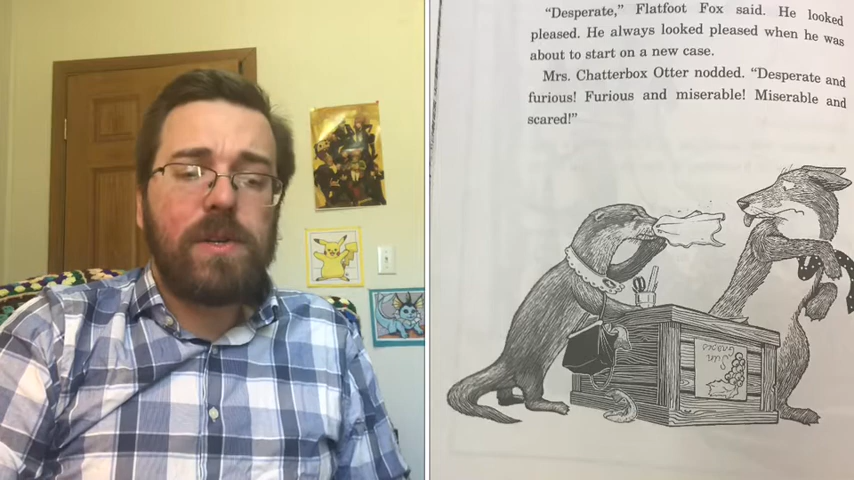 "Desperate," Flatfoot Fox said. He looked
pleased. He always looked pleased when he was
about to start on a new case.
Mrs. Chatterbox Otter nodded. "Desperate and
furious! Furious and miserable! Miserable and
scared!"
Sun